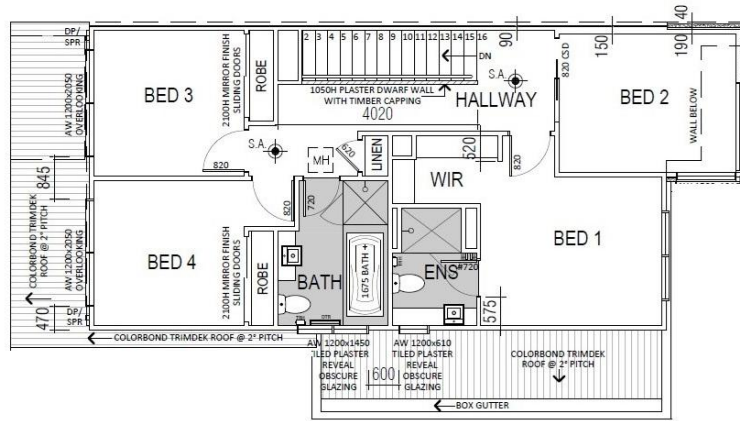 DP/
SPR
AW 1200x2050
OVERLOOKING
BED 3
2100H MIRROR FINISH
SLIDING DOORS
ROBE
2 3 4 5 6 7 8 9 10 11 12 13 14 15 16
DN
1050H PLASTER DWARF WALL
WITH TIMBER CAPPING
4020
S.A.
HALLWAY
90
820 CSD
150
40
190
BED 2
WALL BELOW
S.A.
MH
620
LINEN
820
520
820
WIR
845
COLORBOND TRIMDEK
ROOF @ 2° PITCH
AW 1200x2050
OVERLOOKING
BED 4
2100H MIRROR FINISH
SLIDING DOORS
ROBE
820
720
BATH
1675 BATH +
ENS
720
BED 1
575
470
DP/
SPR
COLORBOND TRIMDEK ROOF @ 2° PITCH
AW 1200x1450
TILED PLASTER
REVEAL
OBSCURE
GLAZING
600
AW 1200x610
TILED PLASTER
REVEAL
OBSCURE
GLAZING
COLORBOND TRIMDEK
ROOF @ 2° PITCH
BOX GUTTER